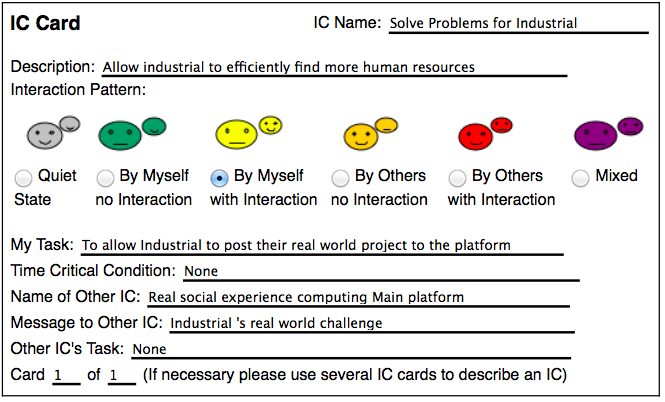 IC Card IC Name: Solve Problems for Industrial
Description: Allow industrial to efficiently find more human resources
Interaction Pattern:
Quiet State
By Myself no Interaction
By Myself with Interaction
By Others no Interaction
By Others with Interaction
Mixed
My Task: To allow Industrial to post their real world project to the platform
Time Critical Condition: None
Name of Other IC: Real social experience computing Main platform
Message to Other IC: Industrial 's real world challenge
Other IC's Task: None
Card 1 of 1 (If necessary please use several IC cards to describe an IC)